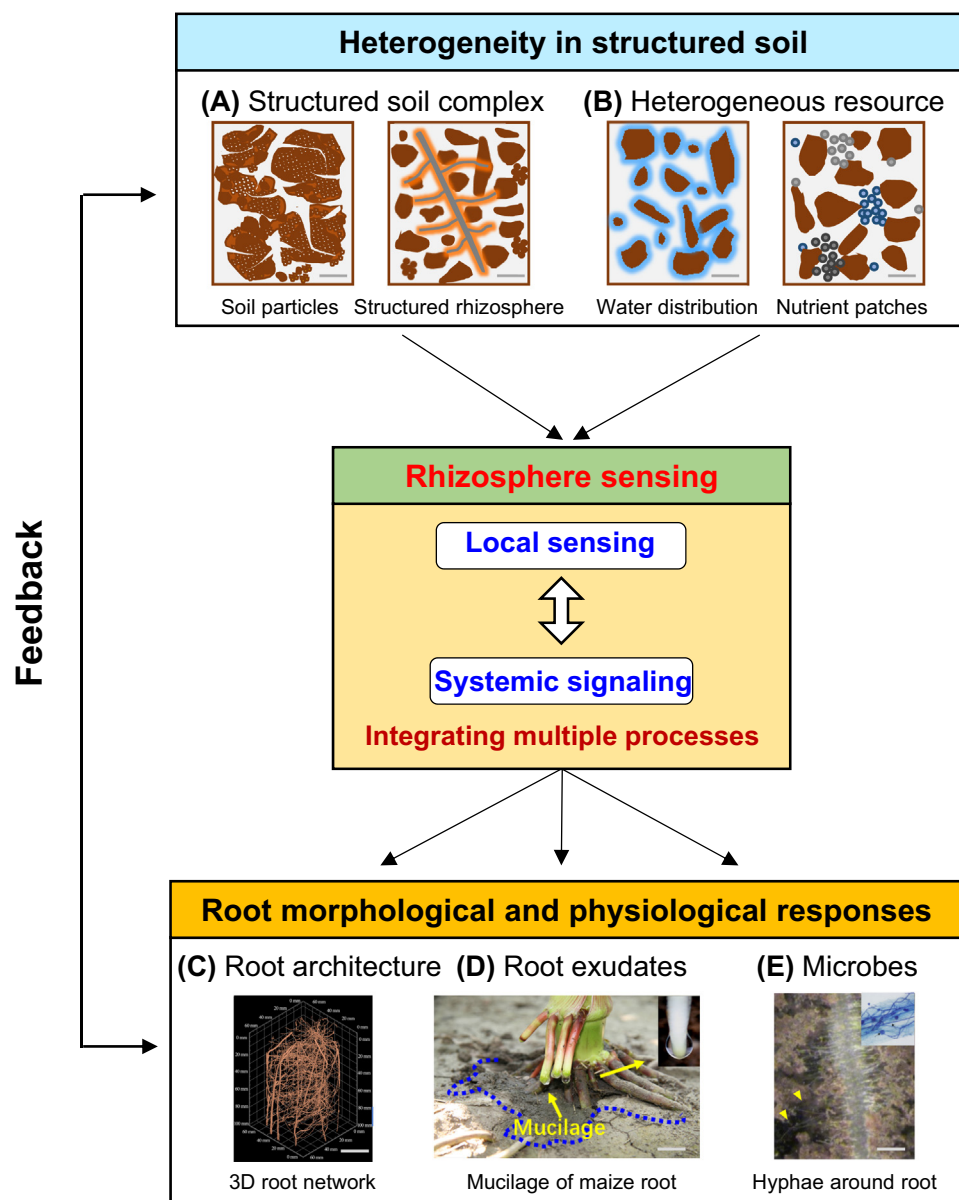 Heterogeneity in structured soil
(A) Structured soil complex
(B) Heterogeneous resource
Soil particles
Structured rhizosphere
Water distribution
Nutrient patches
Feedback
Rhizosphere sensing
Local sensing
Systemic signaling
Integrating multiple processes
Root morphological and physiological responses
(C) Root architecture
(D) Root exudates
(E) Microbes
Mucilage
3D root network
Mucilage of maize root
Hyphae around root